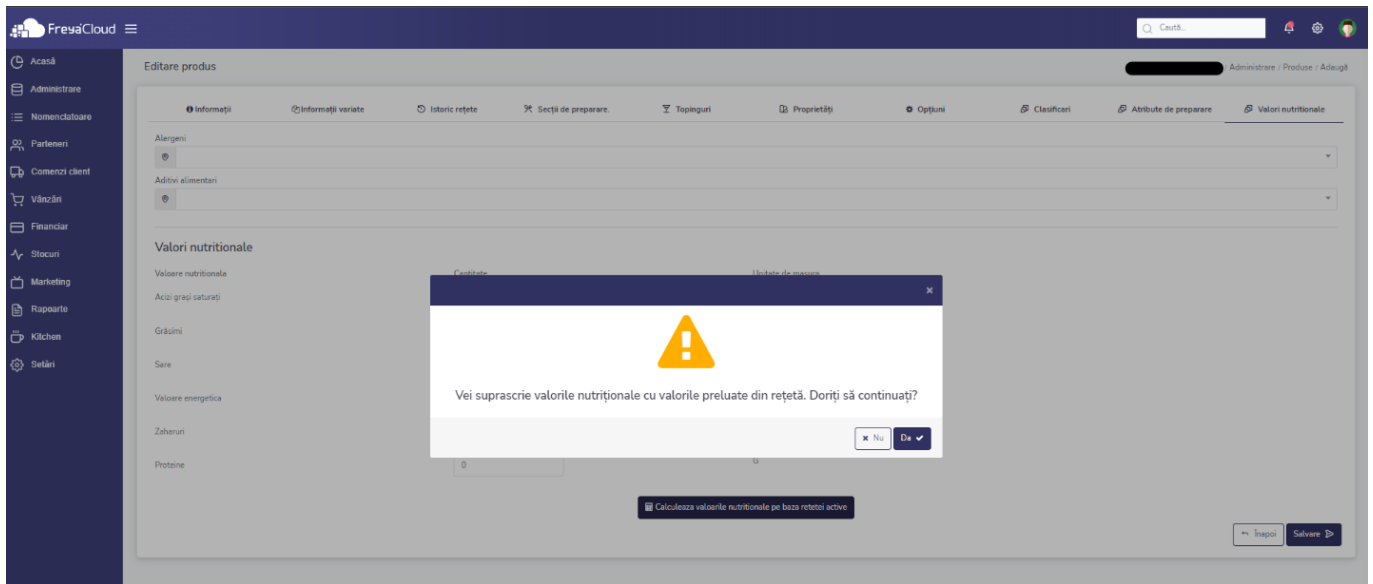 FreyaCloud
Caută...
Acasă
Administrare
Nomenclatoare
Parteneri
Comenzi client
Vânzări
Financiar
Stocuri
Marketing
Rapoarte
Kitchen
Setări
Editare produs
/ Administrare / Produse / Adaugă
Informații
Informații variate
Istoric rețete
Secții de preparare.
Topinguri
Proprietăți
Opțiuni
Clasificari
Atribute de preparare
Valori nutritionale
Alergeni
Aditivi alimentari
Valori nutritionale
Valoare nutritionala Cantitate Unitate de masura
Acizi grași saturați
Grăsimi
Sare
Valoare energetica
Zaharuri
Proteine 0 G
×
Vei suprascrie valorile nutriționale cu valorile preluate din rețetă. Doriți să continuați?
Nu
Da
Calculeaza valoarile nutritionale pe baza retetei active
Înapoi
Salvare